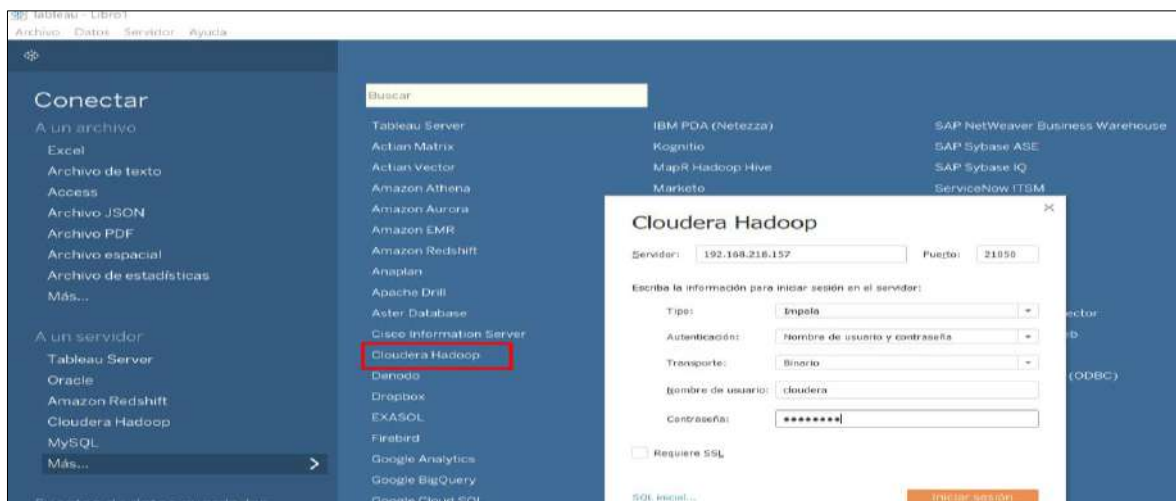 Tableau - Libro1
Archivo Datos Servidor Ayuda
Conectar
A un archivo
Excel
Archivo de texto
Access
Archivo JSON
Archivo PDF
Archivo espacial
Archivo de estadísticas
Más...
A un servidor
Tableau Server
Oracle
Amazon Redshift
Cloudera Hadoop
MySQL
Más...
Buscar
Tableau Server
Actian Matrix
Actian Vector
Amazon Athena
Amazon Aurora
Amazon EMR
Amazon Redshift
Anaplan
Apache Drill
Aster Database
Cisco Information Server
Cloudera Hadoop
Denodo
Dropbox
EXASOL
Firebird
Google Analytics
Google BigQuery
Google Cloud SQL
IBM PDA (Netezza)
Kognitio
MapR Hadoop Hive
Marketo
SAP NetWeaver Business Warehouse
SAP Sybase ASE
SAP Sybase IQ
ServiceNow ITSM
(ODBC)
Cloudera Hadoop
Servidor: 192.168.218.157 Puerto: 21050
Escriba la información para iniciar sesión en el servidor:
Tipo: Impala
Autenticación: Nombre de usuario y contraseña
Transporte: Binario
Nombre de usuario: cloudera
Contraseña: ********
Requiere SSL
SQL inicial...
Iniciar sesión